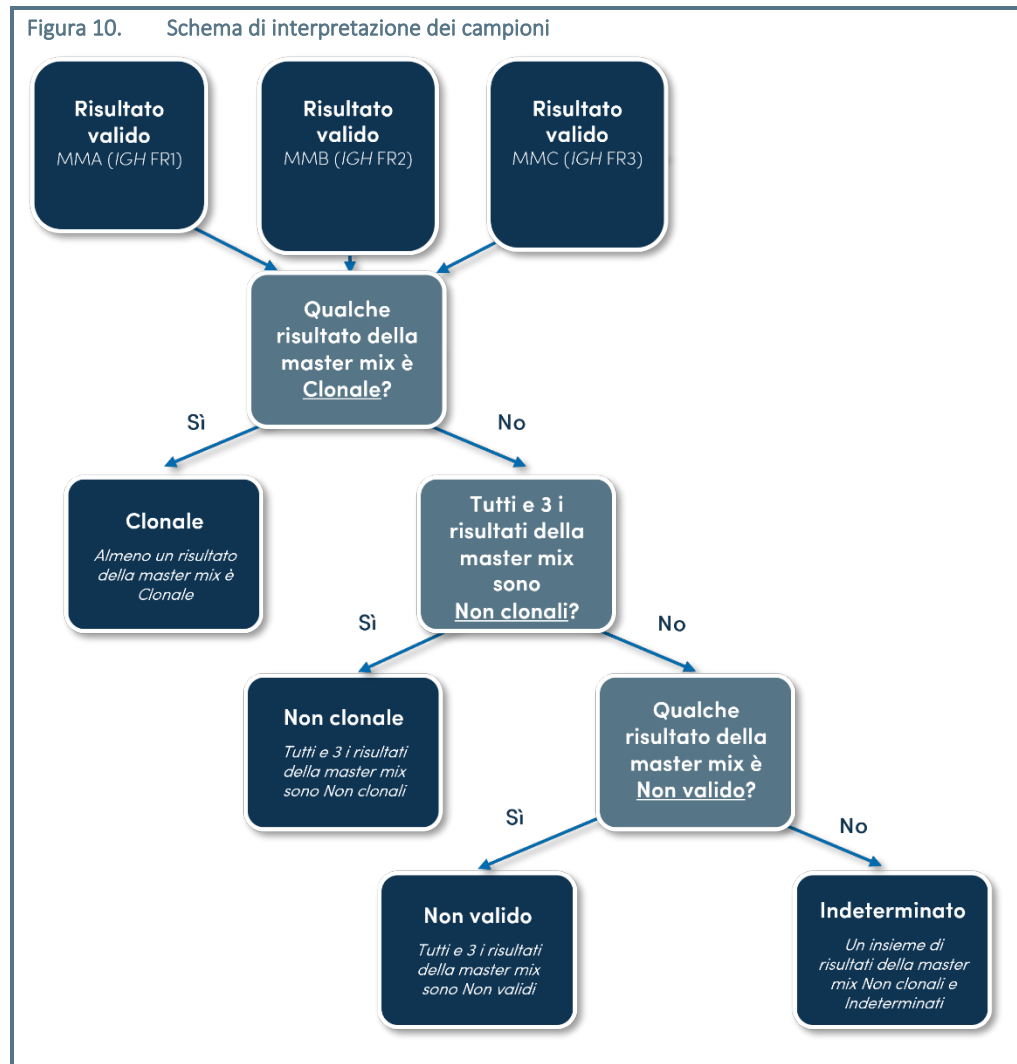 Figura 10. Schema di interpretazione dei campioni
Risultato
valido
MMA (IGH FR1)
Risultato
valido
MMB (IGH FR2)
Risultato
valido
MMC (IGH FR3)
Qualche
risultato della
master mix è
Clonale?
Sì
No
Clonale
Almeno un risultato
della master mix è
Clonale
Tutti e 3 i
risultati della
master mix
sono
Non clonali?
Sì
No
Non clonale
Tutti e 3 i risultati
della master mix
sono Non clonali
Qualche
risultato della
master mix è
Non valido?
Sì
No
Non valido
Tutti e 3 i risultati
della master mix
sono Non validi
Indeterminato
Un insieme di
risultati della master
mix Non clonali e
Indeterminati